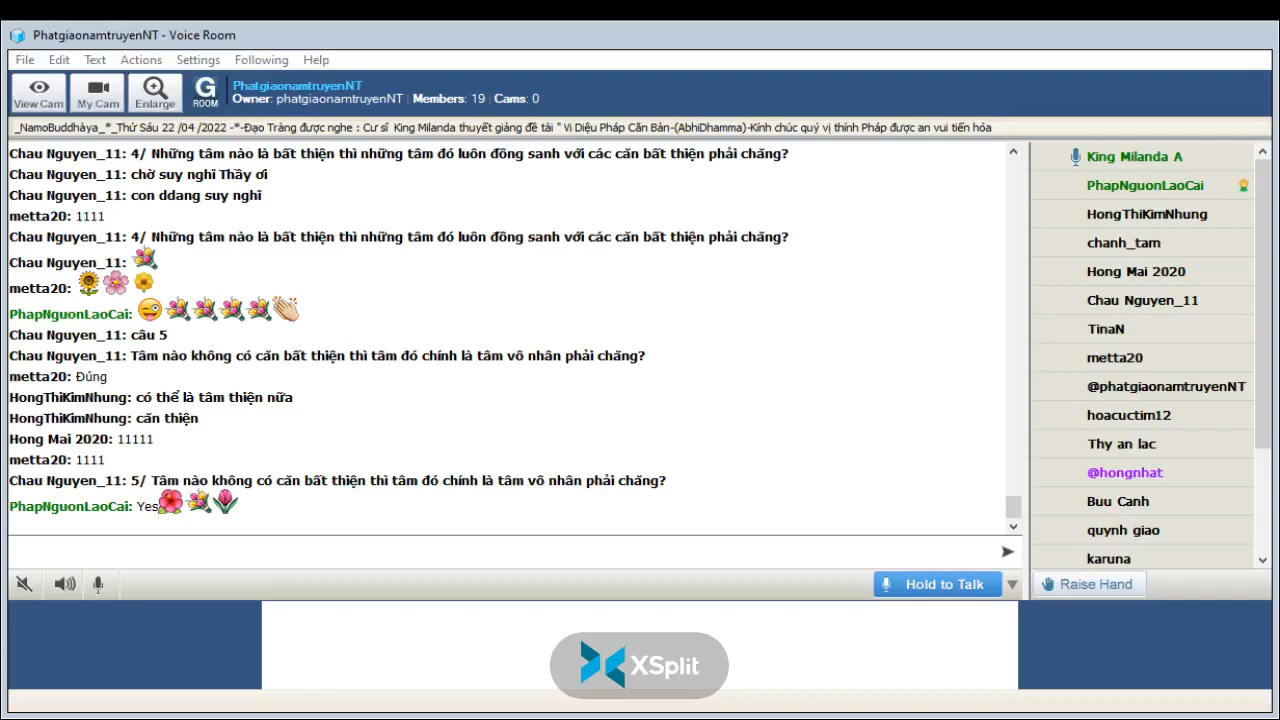 PhatgiaonamtruyenNT - Voice Room
File Edit Text Actions Settings Following Help
View Cam My Cam Enlarge G ROOM
PhatgiaonamtruyenNT
Owner: phatgiaonamtruyenNT | Members: 19 | Cams: 0
_NamoBuddhàya_*_Thứ Sáu 22 /04 /2022 -*-Đạo Tràng được nghe : Cư sĩ King Milanda thuyết giảng đề tài " Vi Diệu Pháp Căn Bản-(AbhiDhamma)-Kính chúc quý vị thính Pháp được an vui tiến hóa
Chau Nguyen_11: 4/ Những tâm nào là bất thiện thì những tâm đó luôn đồng sanh với các căn bất thiện phải chăng?
Chau Nguyen_11: chờ suy nghĩ Thầy ơi
Chau Nguyen_11: con ddang suy nghĩ
metta20: 1111
Chau Nguyen_11: 4/ Những tâm nào là bất thiện thì những tâm đó luôn đồng sanh với các căn bất thiện phải chăng?
Chau Nguyen_11:
metta20:
PhapNguonLaoCai:
Chau Nguyen_11: câu 5
Chau Nguyen_11: Tâm nào không có căn bất thiện thì tâm đó chính là tâm vô nhân phải chăng?
metta20: Đúng
HongThiKimNhung: có thể là tâm thiện nữa
HongThiKimNhung: căn thiện
Hong Mai 2020: 11111
metta20: 1111
Chau Nguyen_11: 5/ Tâm nào không có căn bất thiện thì tâm đó chính là tâm vô nhân phải chăng?
PhapNguonLaoCai: Yes
King Milanda A
PhapNguonLaoCai
HongThiKimNhung
chanh_tam
Hong Mai 2020
Chau Nguyen_11
TinaN
metta20
@phatgiaonamtruyenNT
hoacuctim12
Thy an lac
@hongnhat
Buu Canh
quynh giao
karuna
Hold to Talk
Raise Hand
XSplit